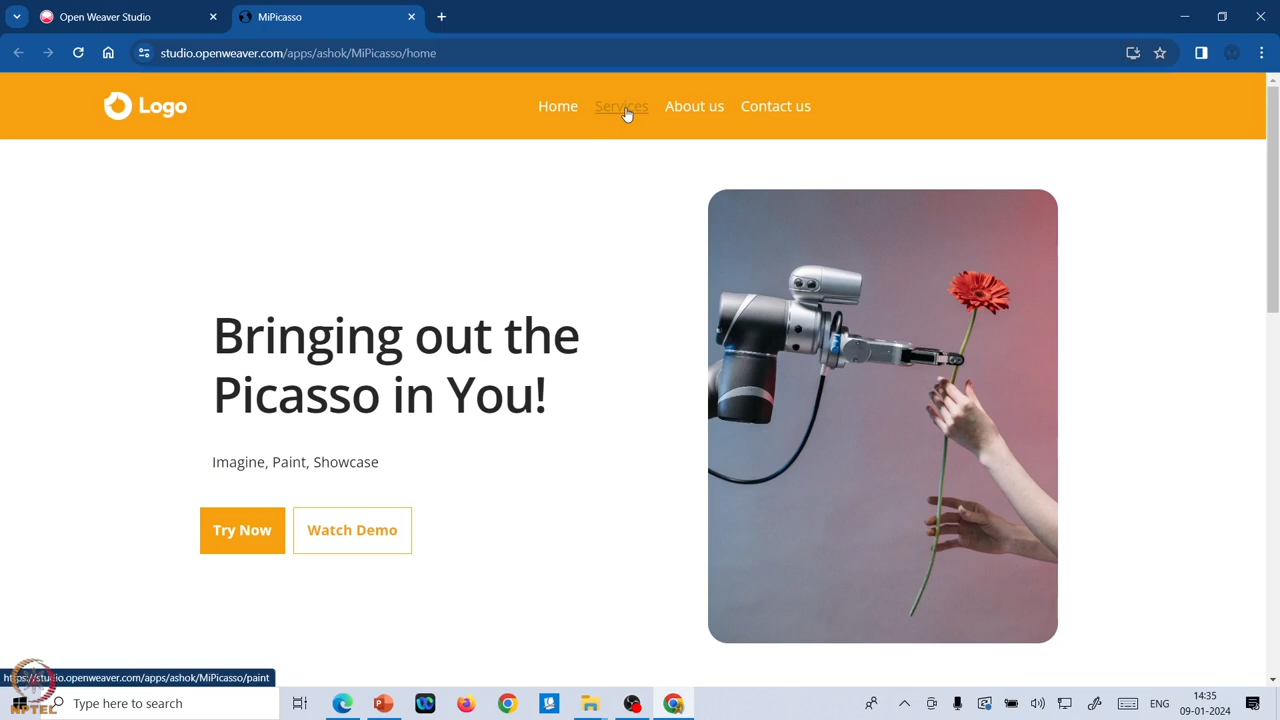 Open Weaver Studio
MiPicasso
studio.openweaver.com/apps/ashok/MiPicasso/home
Logo
Home Services About us Contact us
Bringing out the
Picasso in You!
Imagine, Paint, Showcase
Try Now Watch Demo
https://studio.openweaver.com/apps/ashok/MiPicasso/paint
NPTEL
Type here to search
ENG
14:35
09-01-2024